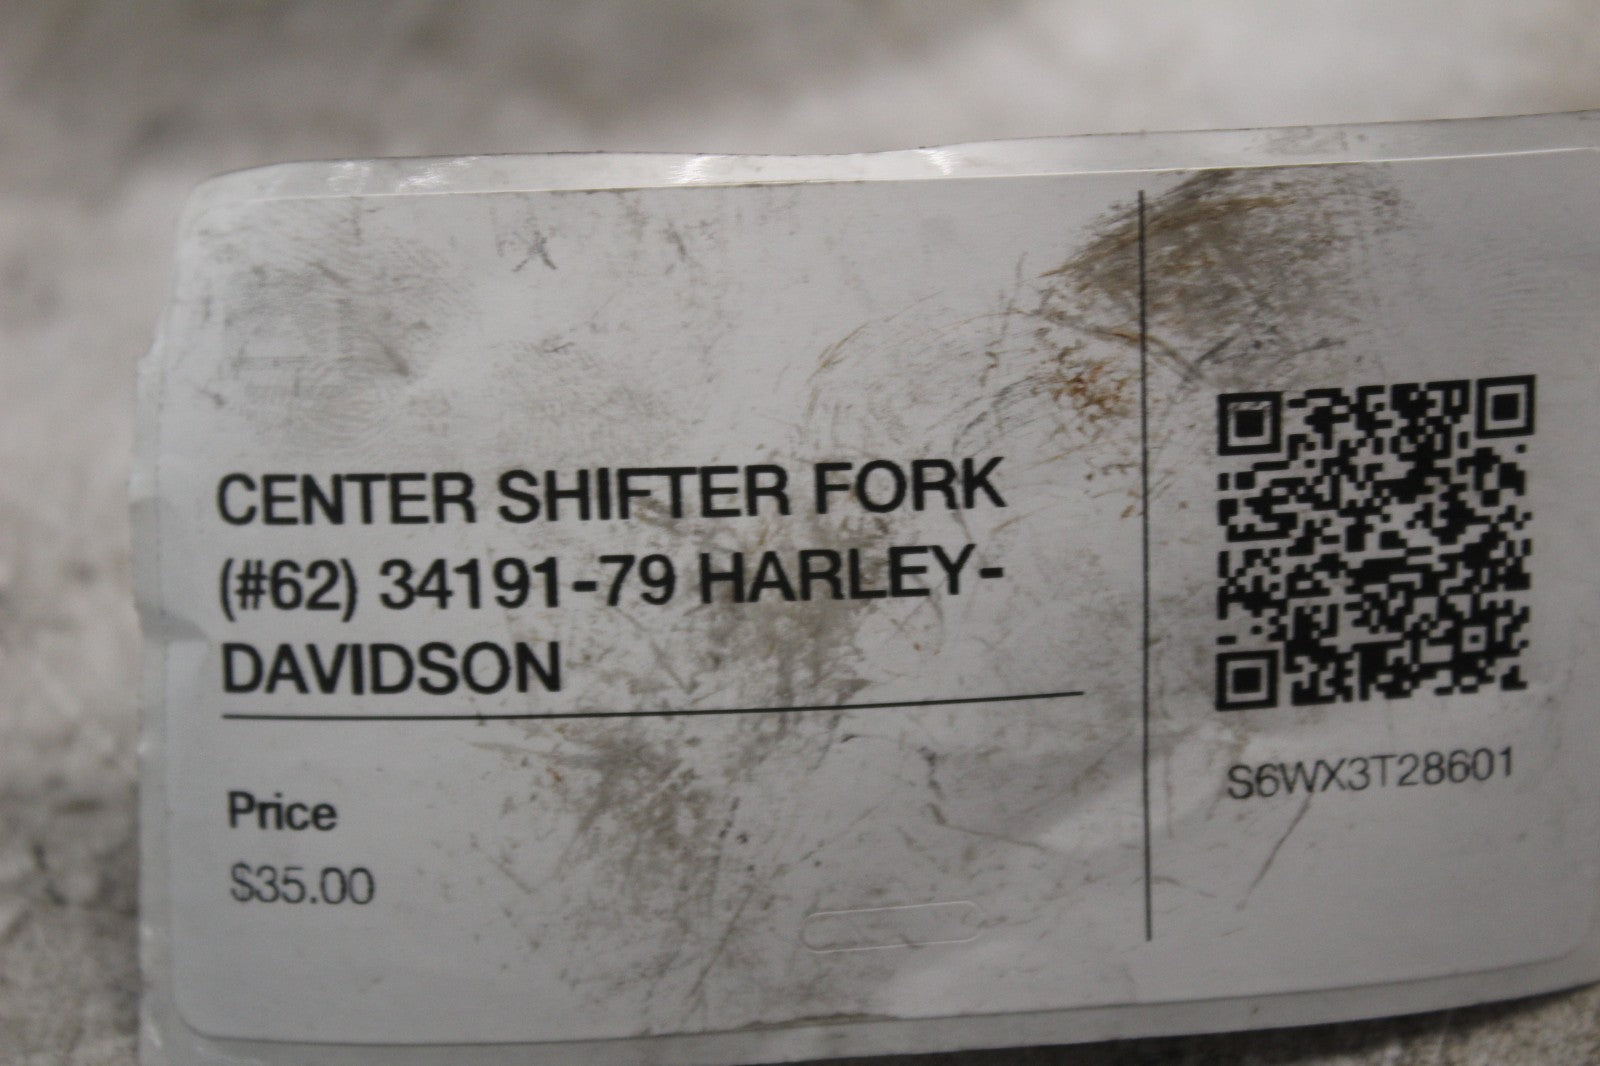 CENTER SHIFTER FORK
(#62) 34191-79 HARLEY-
DAVIDSON
Price
$35.00
S6WX3T28601